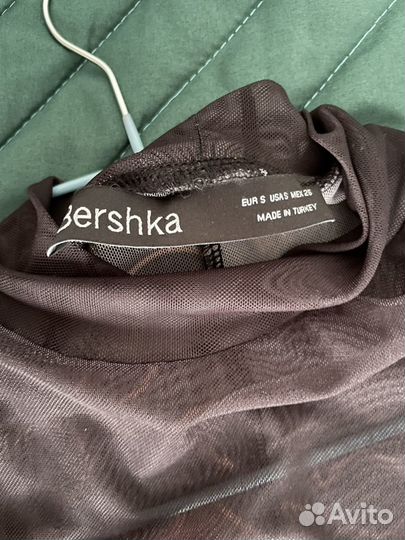 Bershka
EUR S USA S MEX 26
MADE IN TURKEY
Avito